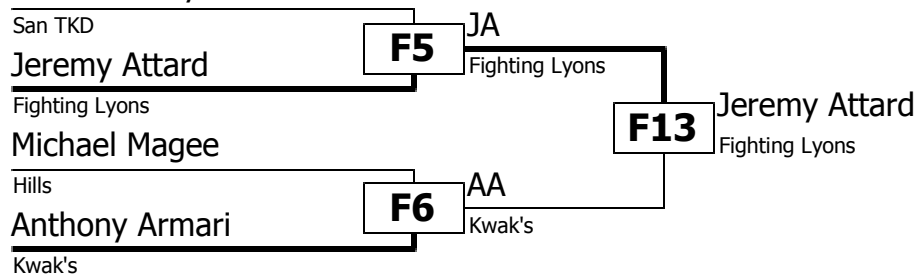 San TKD
F5
JA
Jeremy Attard
Fighting Lyons
Fighting Lyons
Jeremy Attard
F13
Michael Magee
Fighting Lyons
Hills
F6
AA
Anthony Armari
Kwak's
Kwak's